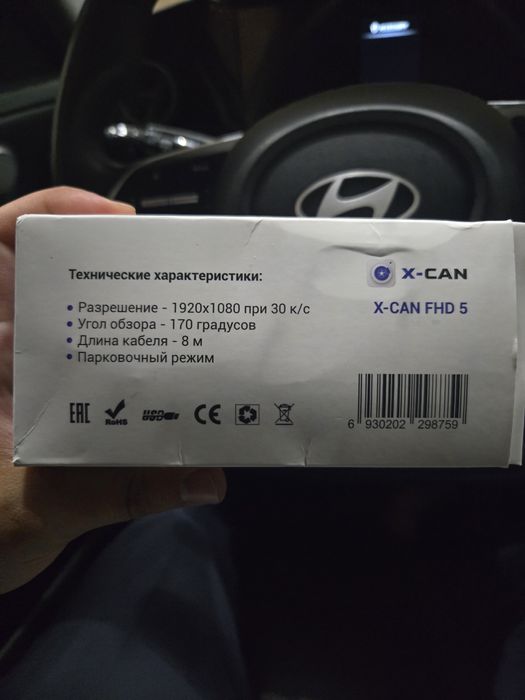 Технические характеристики:
X-CAN
X-CAN FHD 5
• Разрешение - 1920x1080 при 30 к/с
• Угол обзора - 170 градусов
• Длина кабеля - 8 м
• Парковочный режим
EAC
RoHS
CE
6 930202 298759